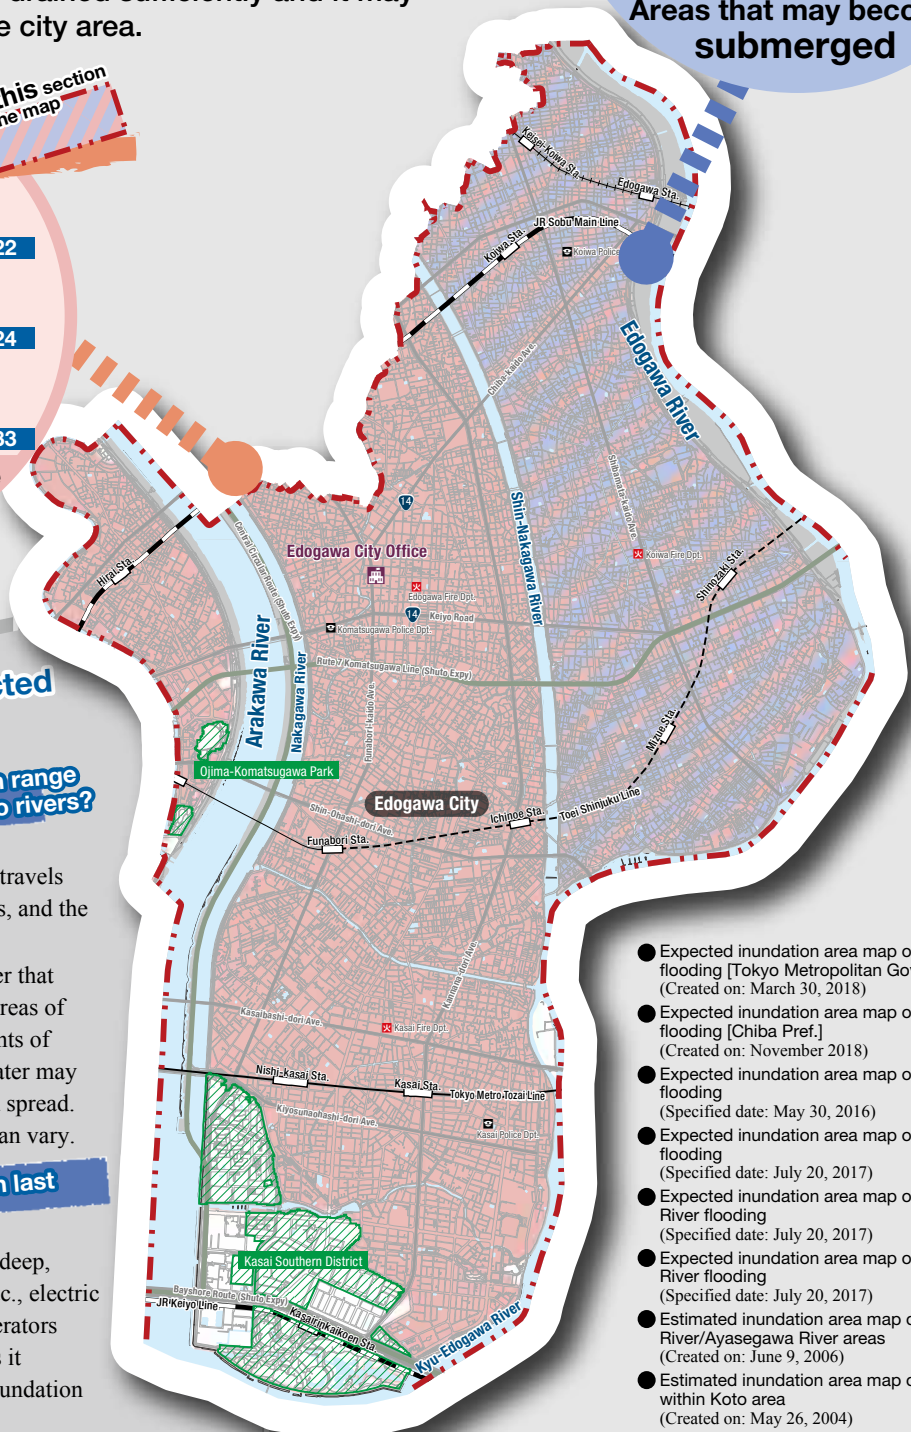 drained sufficiently and it may
e city area.
Areas that may beco
submerged
this section
he map
22
24
33
Keisei-Koiwa Sta.
Edogawa Sta.
JR Sobu Main Line
Koiwa Sta.
Koiwa Police
Edogawa River
Chiba-kaido Ave.
Shibamata-kaido Ave.
Shin-Nakagawa River
14
Central Circular Route (Shuto Expy)
Edogawa City Office
Koiwa Fire Dpt.
Shinozaki Sta.
Hirai Sta.
火
Edogawa Fire Dpt.
14
Keiyo Road
Komatsugawa Police Dpt.
Arakawa River
Nakagawa River
Rute 7 Komatsugawa Line (Shuto Expy)
Funabori-kaido Ave.
Mizue Sta.
Ojima-Komatsugawa Park
Edogawa City
Shin-Ohashi-dori Ave.
Ichinoe Sta.
Toei Shinjuku Line
Funabori Sta.
Kannana-dori Ave.
Kasaibashi-dori Ave.
火
Kasai Fire Dpt.
Nishi-kasai Sta.
Kasai Sta.
Tokyo Metro Tozai Line
Kiyosunaohashi-dori Ave.
Kasai Police Dpt.
Kasai Southern District
Bayshore Route (Shuto Expy)
JR Keiyo Line
Kasairinkaikoen Sta
Kyu-Edogawa River
cted
n range
o rivers?
travels
s, and the
er that
reas of
nts of
ater may
spread.
an vary.
n last
deep,
c., electric
erators
s it
undation
● Expected inundation area map o
flooding [Tokyo Metropolitan Gov
(Created on: March 30, 2018)
● Expected inundation area map o
flooding [Chiba Pref.]
(Created on: November 2018)
● Expected inundation area map o
flooding
(Specified date: May 30, 2016)
● Expected inundation area map o
flooding
(Specified date: July 20, 2017)
● Expected inundation area map o
River flooding
(Specified date: July 20, 2017)
● Expected inundation area map o
River flooding
(Specified date: July 20, 2017)
● Estimated inundation area map o
River/Ayasegawa River areas
(Created on: June 9, 2006)
● Estimated inundation area map o
within Koto area
(Created on: May 26, 2004)